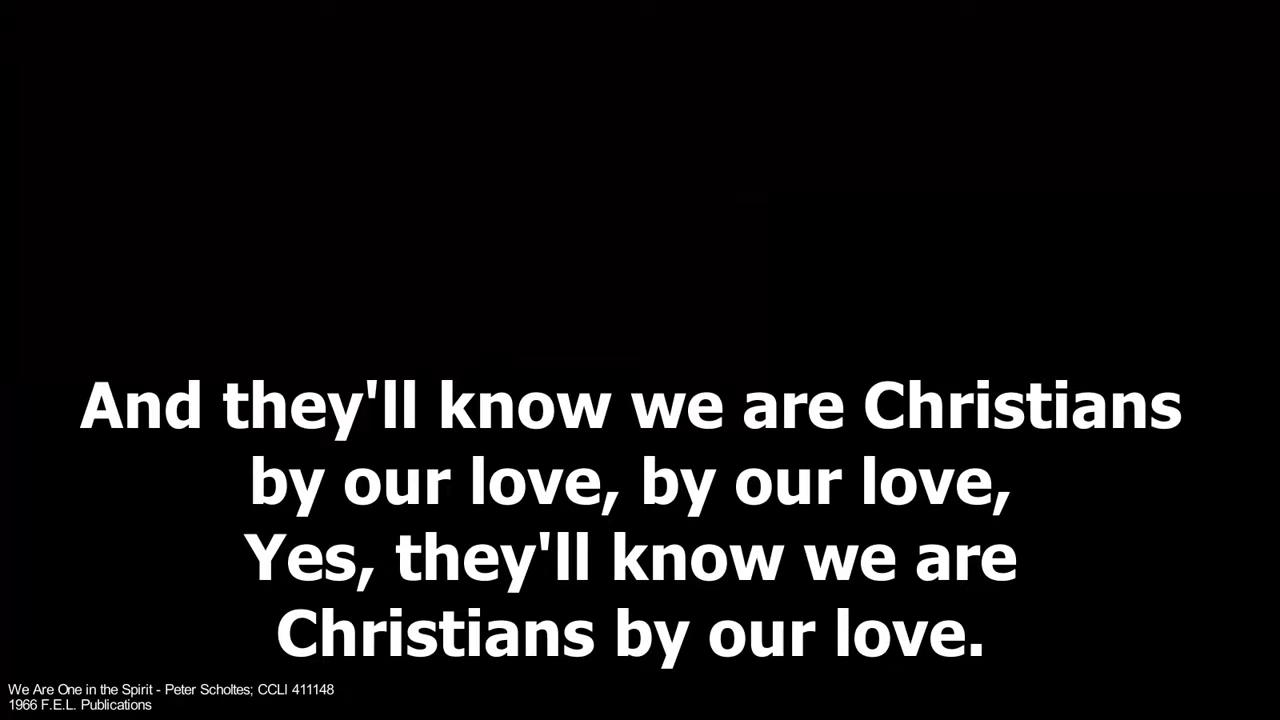 And they'll know we are Christians
by our love, by our love,
Yes, they'll know we are
Christians by our love.
We Are One in the Spirit - Peter Scholtes; CCLI 411148
1966 F.E.L. Publications